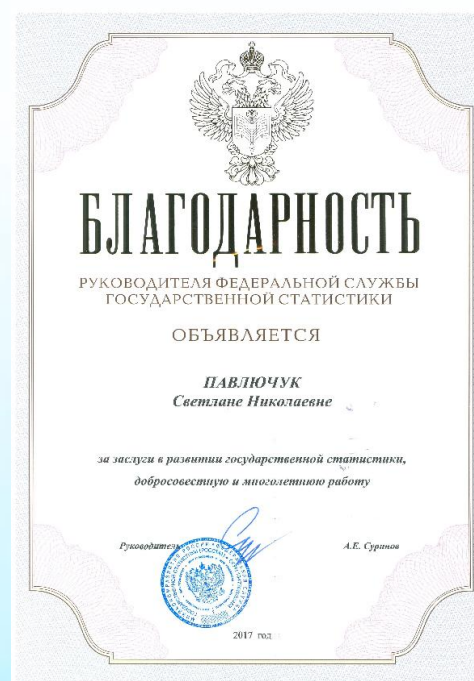 БЛАГОДАРНОСТЬ
РУКОВОДИТЕЛЯ ФЕДЕРАЛЬНОЙ СЛУЖБЫ
ГОСУДАРСТВЕННОЙ СТАТИСТИКИ
ОБЪЯВЛЯЕТСЯ
ПАВЛЮЧУК
Светлане Николаевне
за заслуги в развитии государственной статистики,
добросовестную и многолетнюю работу
Руководитель
А.Е. Суринов
2017 год